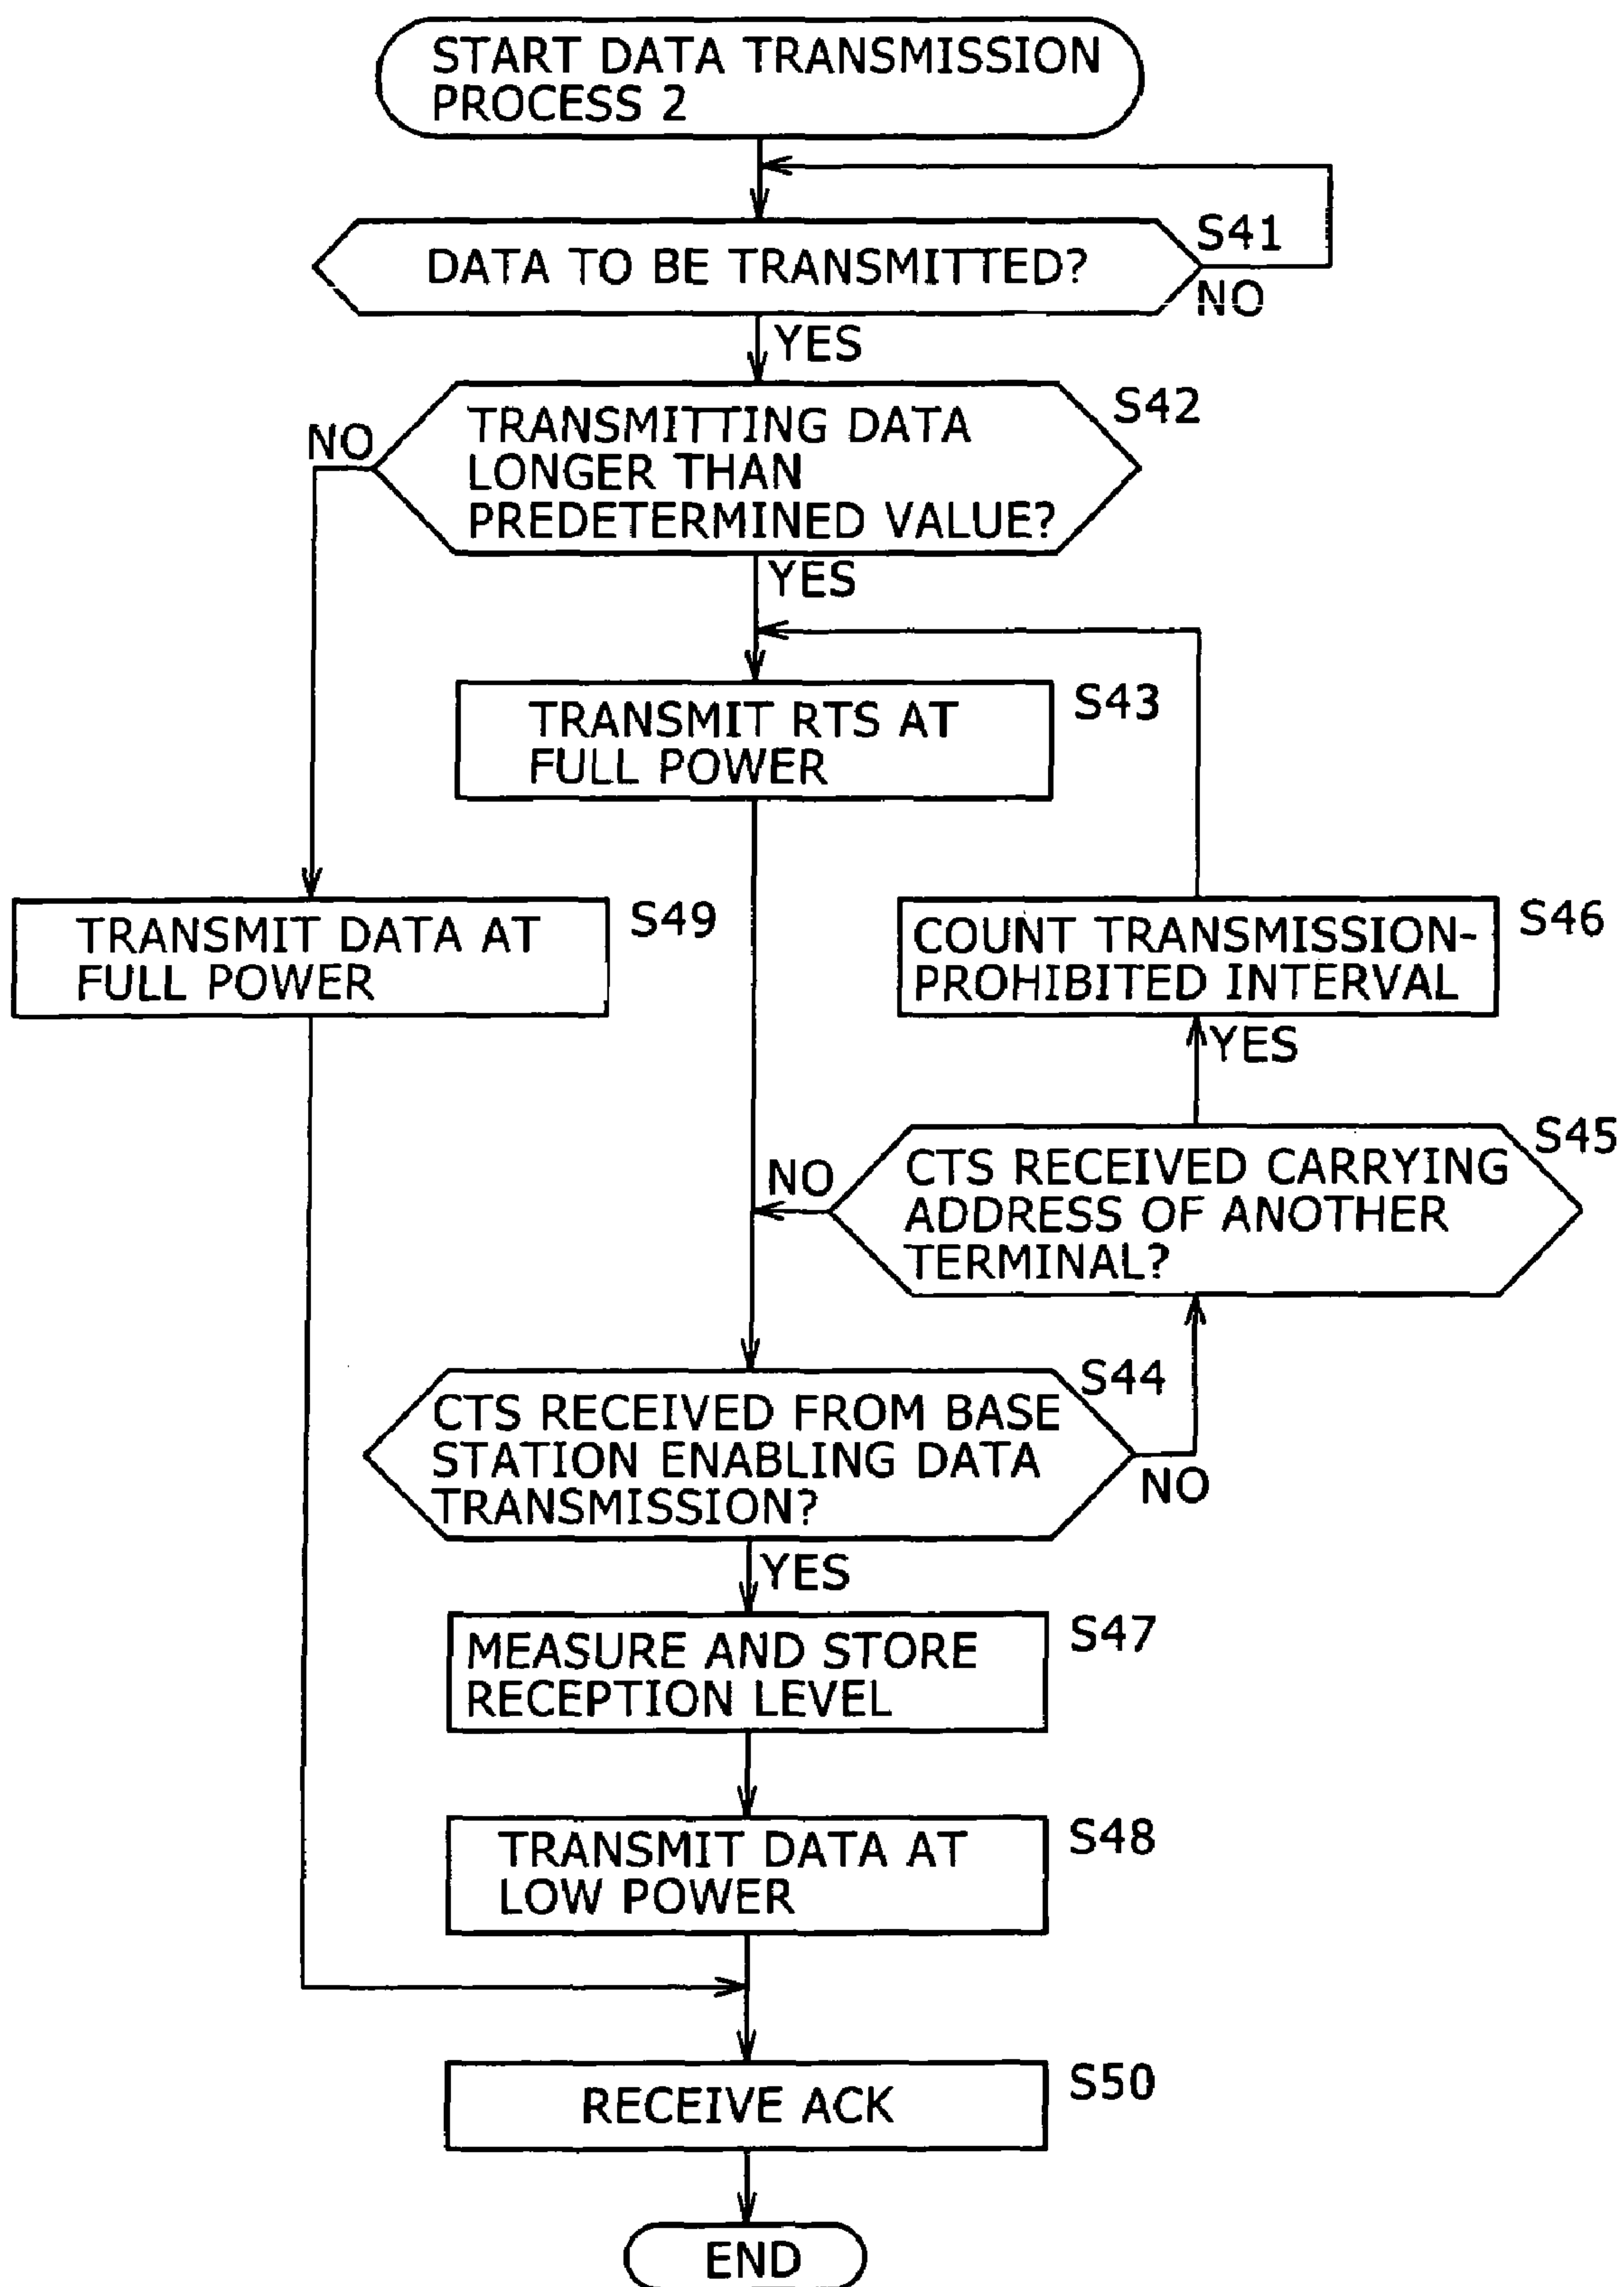 START DATA TRANSMISSION
PROCESS 2
S41
DATA TO BE TRANSMITTED?
NO
YES
S42
NO
TRANSMITTING DATA
LONGER THAN
PREDETERMINED VALUE?
YES
S43
TRANSMIT RTS AT
FULL POWER
S49
TRANSMIT DATA AT
FULL POWER
S46
COUNT TRANSMISSION-
PROHIBITED INTERVAL
YES
S45
NO
CTS RECEIVED CARRYING
ADDRESS OF ANOTHER
TERMINAL?
S44
CTS RECEIVED FROM BASE
STATION ENABLING DATA
TRANSMISSION?
NO
YES
S47
MEASURE AND STORE
RECEPTION LEVEL
S48
TRANSMIT DATA AT
LOW POWER
S50
RECEIVE ACK
END